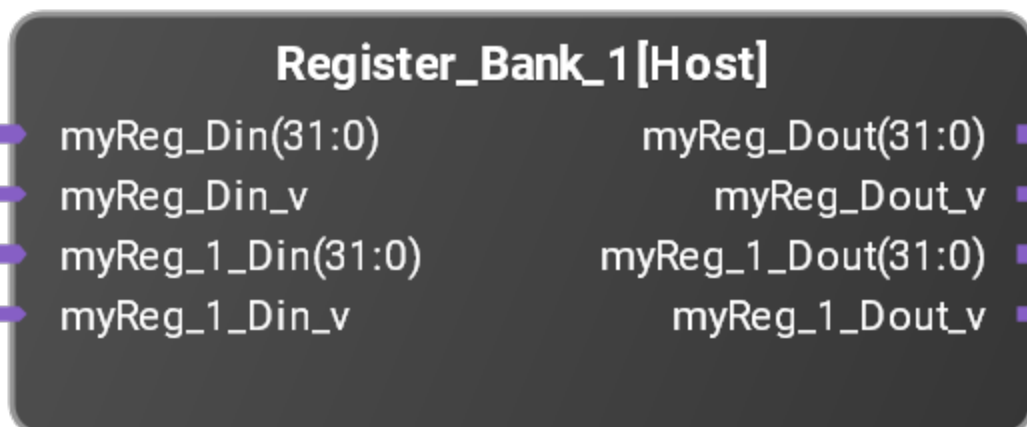 Register_Bank_1[Host]
myReg_Din(31:0) myReg_Dout(31:0)
myReg_Din_v myReg_Dout_v
myReg_1_Din(31:0) myReg_1_Dout(31:0)
myReg_1_Din_v myReg_1_Dout_v